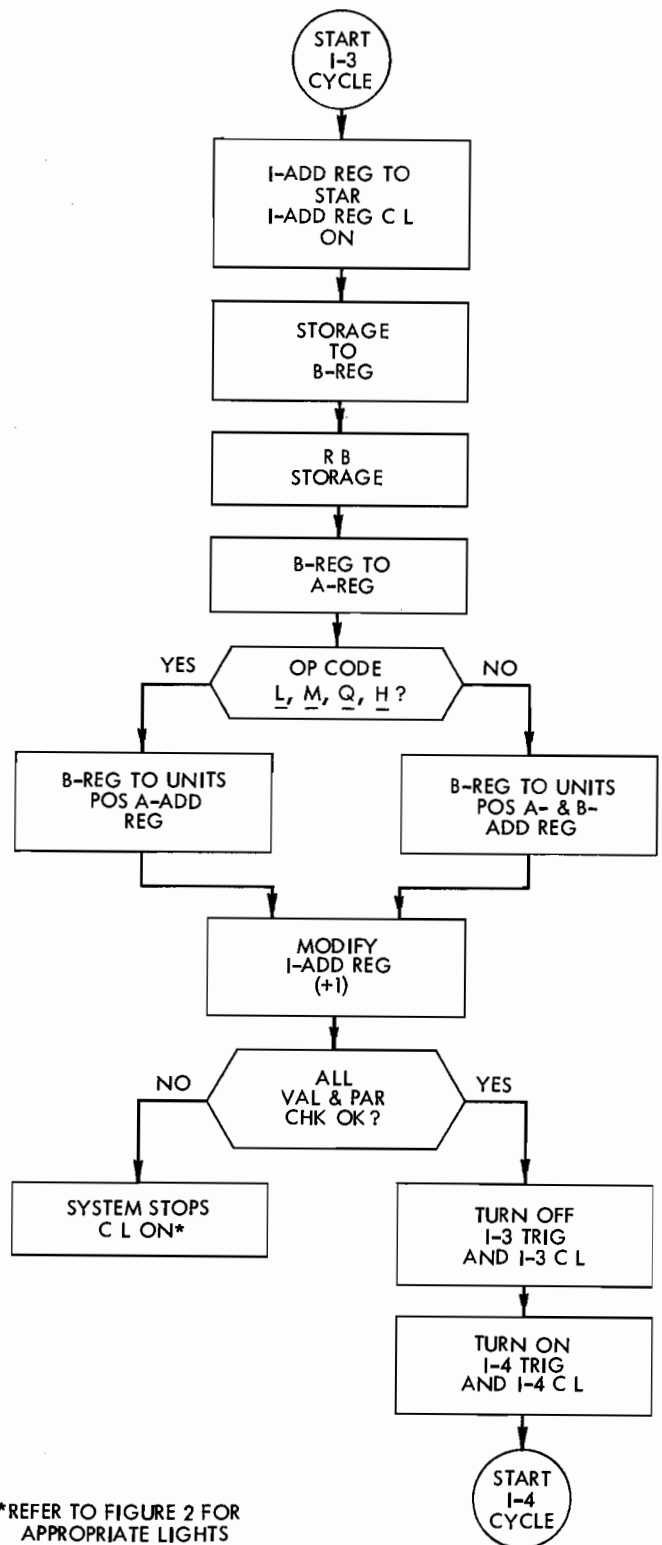 START
I-3
CYCLE
I-ADD REG TO
STAR
I-ADD REG C L
ON
STORAGE
TO
B-REG
R B
STORAGE
B-REG TO
A-REG
YES
OP CODE
L, M, Q, H ?
NO
B-REG TO UNITS
POS A-ADD
REG
B-REG TO UNITS
POS A- & B-
ADD REG
MODIFY
I-ADD REG
(+1)
NO
ALL
VAL & PAR
CHK OK?
YES
SYSTEM STOPS
C L ON*
TURN OFF
I-3 TRIG
AND I-3 C L
TURN ON
I-4 TRIG
AND I-4 C L
START
I-4
CYCLE
*REFER TO FIGURE 2 FOR
APPROPRIATE LIGHTS